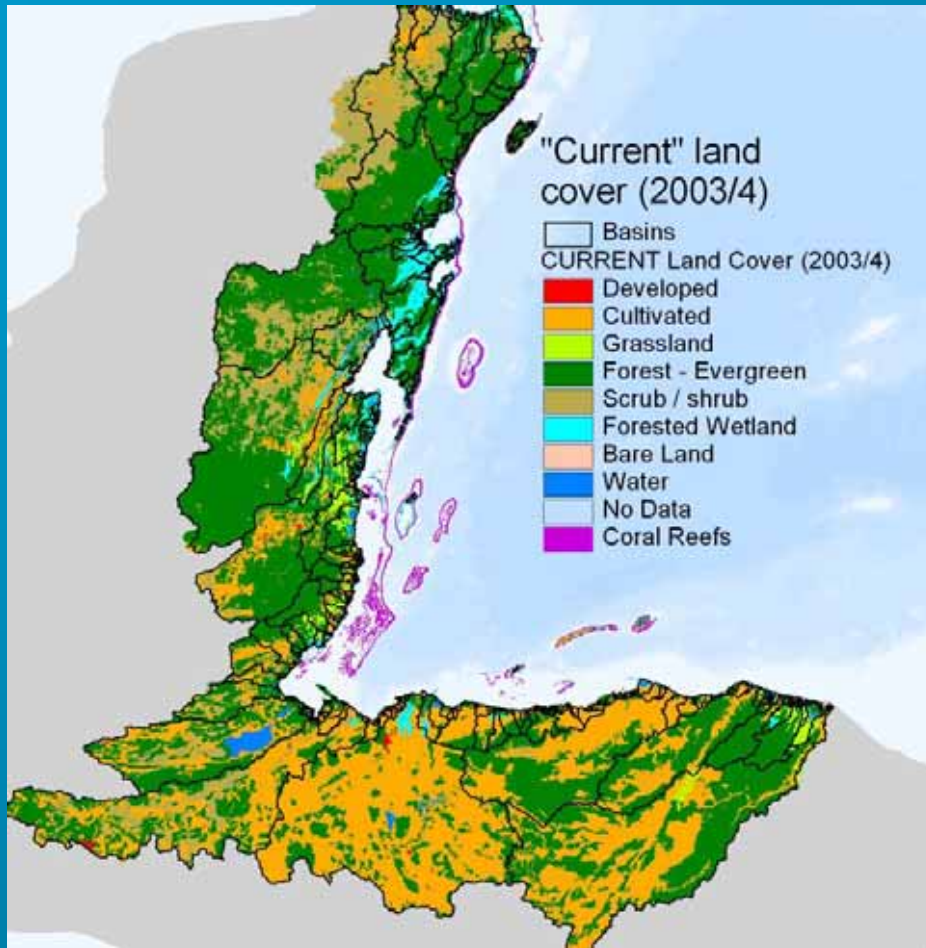 "Current" land
cover (2003/4)
Basins
CURRENT Land Cover (2003/4)
Developed
Cultivated
Grassland
Forest - Evergreen
Scrub / shrub
Forested Wetland
Bare Land
Water
No Data
Coral Reefs